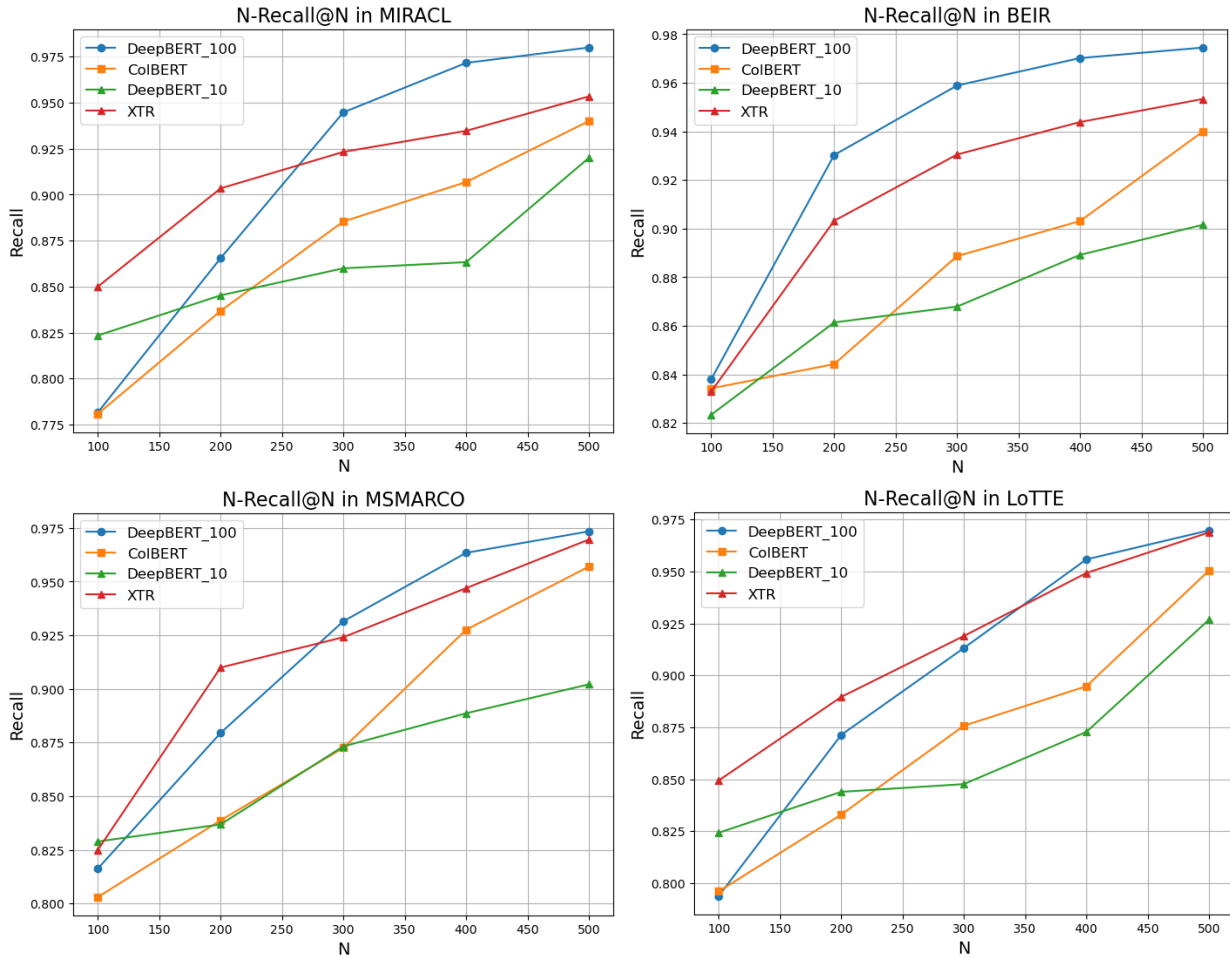 N-Recall@N in MIRACL
DeepBERT_100
ColBERT
DeepBERT_10
XTR
0.975
0.950
0.925
0.900
0.875
0.850
0.825
0.800
0.775
Recall
100 150 200 250 300 350 400 450 500
N
N-Recall@N in BEIR
DeepBERT_100
ColBERT
DeepBERT_10
XTR
0.98
0.96
0.94
0.92
0.90
0.88
0.86
0.84
0.82
Recall
100 150 200 250 300 350 400 450 500
N
N-Recall@N in MSMARCO
DeepBERT_100
ColBERT
DeepBERT_10
XTR
0.975
0.950
0.925
0.900
0.875
0.850
0.825
0.800
Recall
100 150 200 250 300 350 400 450 500
N
N-Recall@N in LoTTE
DeepBERT_100
ColBERT
DeepBERT_10
XTR
0.975
0.950
0.925
0.900
0.875
0.850
0.825
0.800
Recall
100 150 200 250 300 350 400 450 500
N